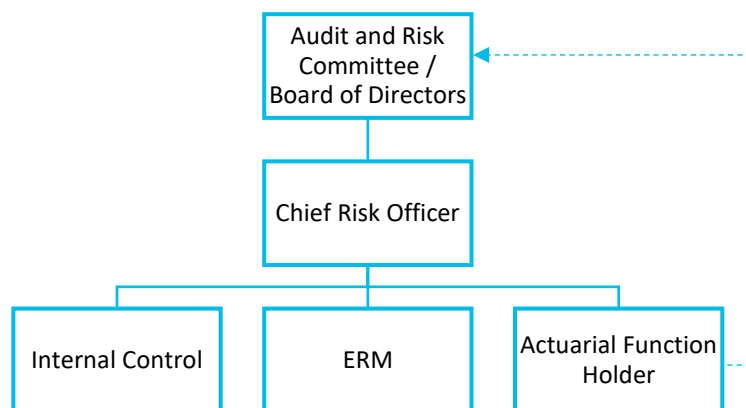 Audit and Risk
Committee /
Board of Directors
Chief Risk Officer
Internal Control
ERM
Actuarial Function
Holder